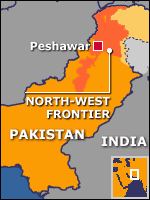 Peshawar
NORTH-WEST
FRONTIER
PAKISTAN
INDIA